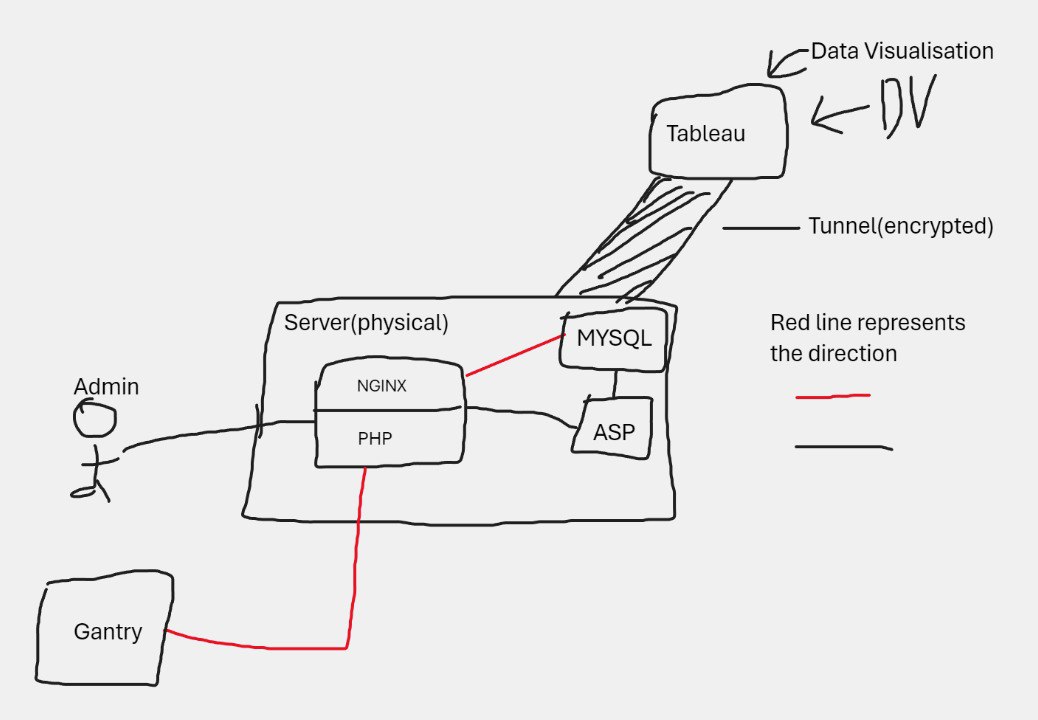 Data Visualisation
DV
Tableau
Tunnel(encrypted)
Server(physical)
MYSQL
Red line represents
the direction
Admin
NGINX
PHP
ASP
Gantry